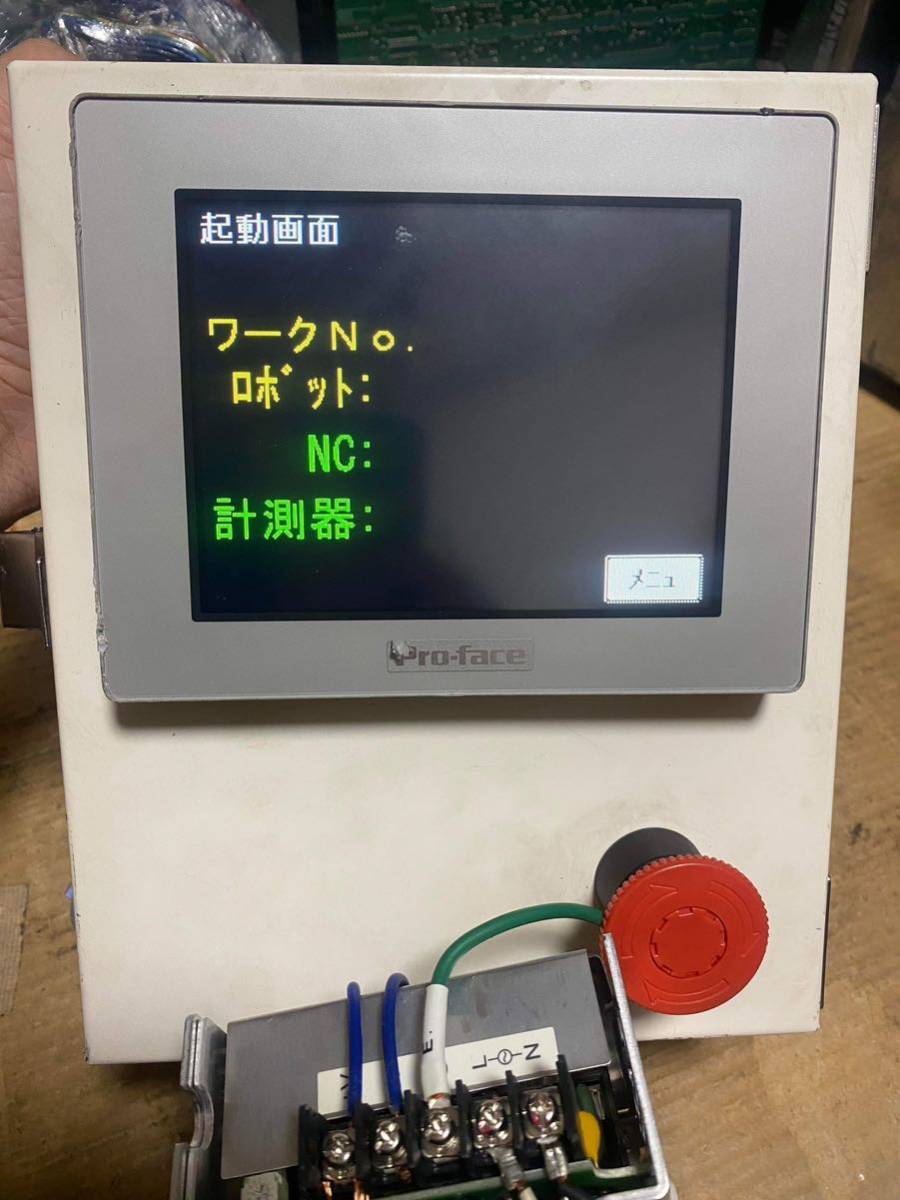 起動画面
ワークNo.
ﾛﾎﾞｯﾄ:
NC:
計測器:
ﾒﾆｭ
Pro-face
E
L
N